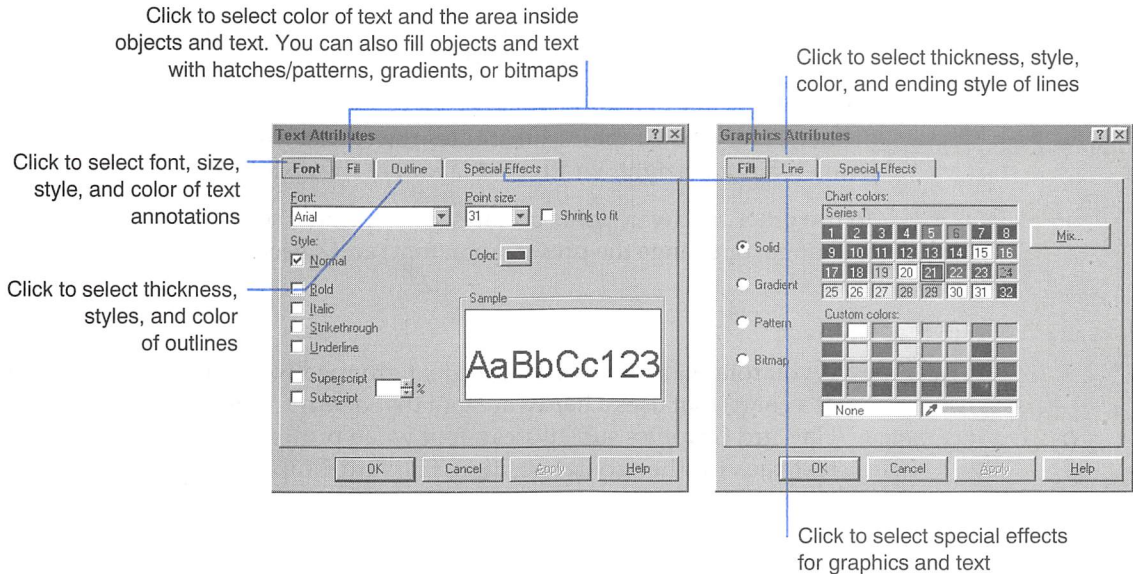 Click to select color of text and the area inside
objects and text. You can also fill objects and text
with hatches/patterns, gradients, or bitmaps
Click to select thickness, style,
color, and ending style of lines
Click to select font, size,
style, and color of text
annotations
Click to select thickness,
styles, and color
of outlines
Text Attributes
Font Fill Outline Special Effects
Font:
Arial
Point size:
31
Shrink to fit
Style:
Normal
Color:
Bold
Italic
Strikethrough
Underline
Superscript
Subscript
%
Sample
AaBbCc123
OK Cancel Apply Help
Graphics Attributes
Fill Line Special Effects
Chart colors:
Series 1
1 2 3 4 5 6 7 8
9 10 11 12 13 14 15 16
17 18 19 20 21 22 23 24
25 26 27 28 29 30 31 32
Mix...
Solid
Gradient
Pattern
Bitmap
Custom colors:
None
OK Cancel Apply Help
Click to select special effects
for graphics and text